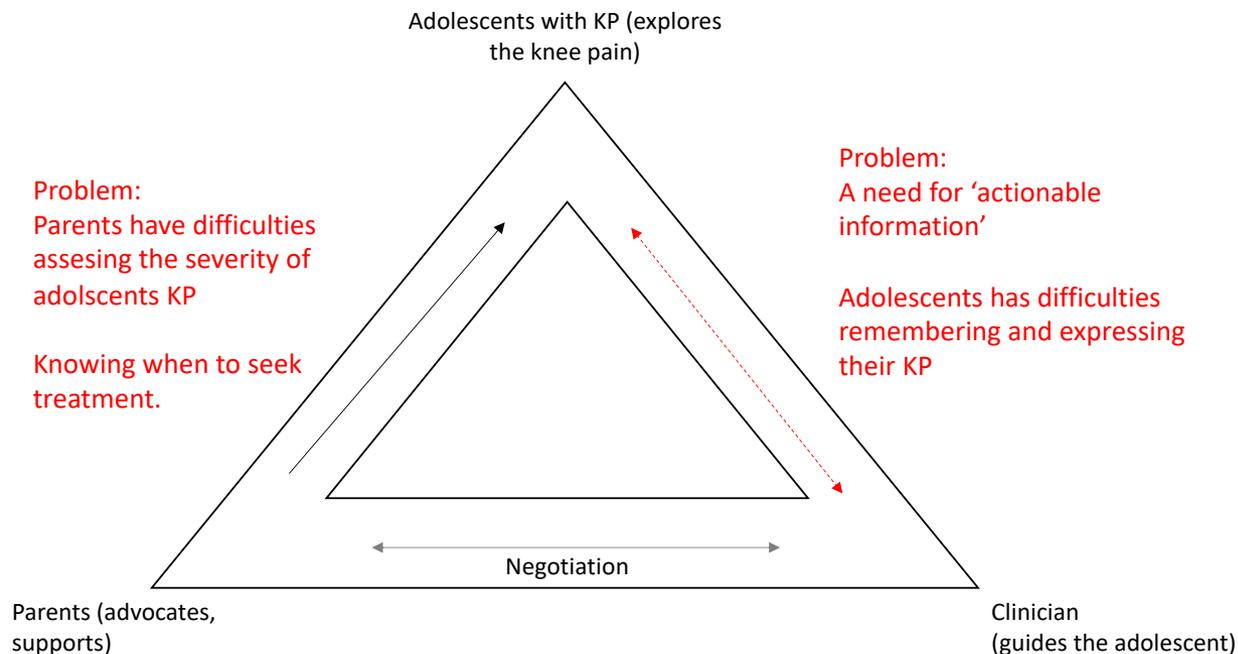 Adolescents with KP (explores
the knee pain)
Problem:
Parents have difficulties
assesing the severity of
adolscents KP
Knowing when to seek
treatment.
Problem:
A need for ‘actionable
information’
Adolescents has difficulties
remembering and expressing
their KP
Negotiation
Parents (advocates,
supports)
Clinician
(guides the adolescent)